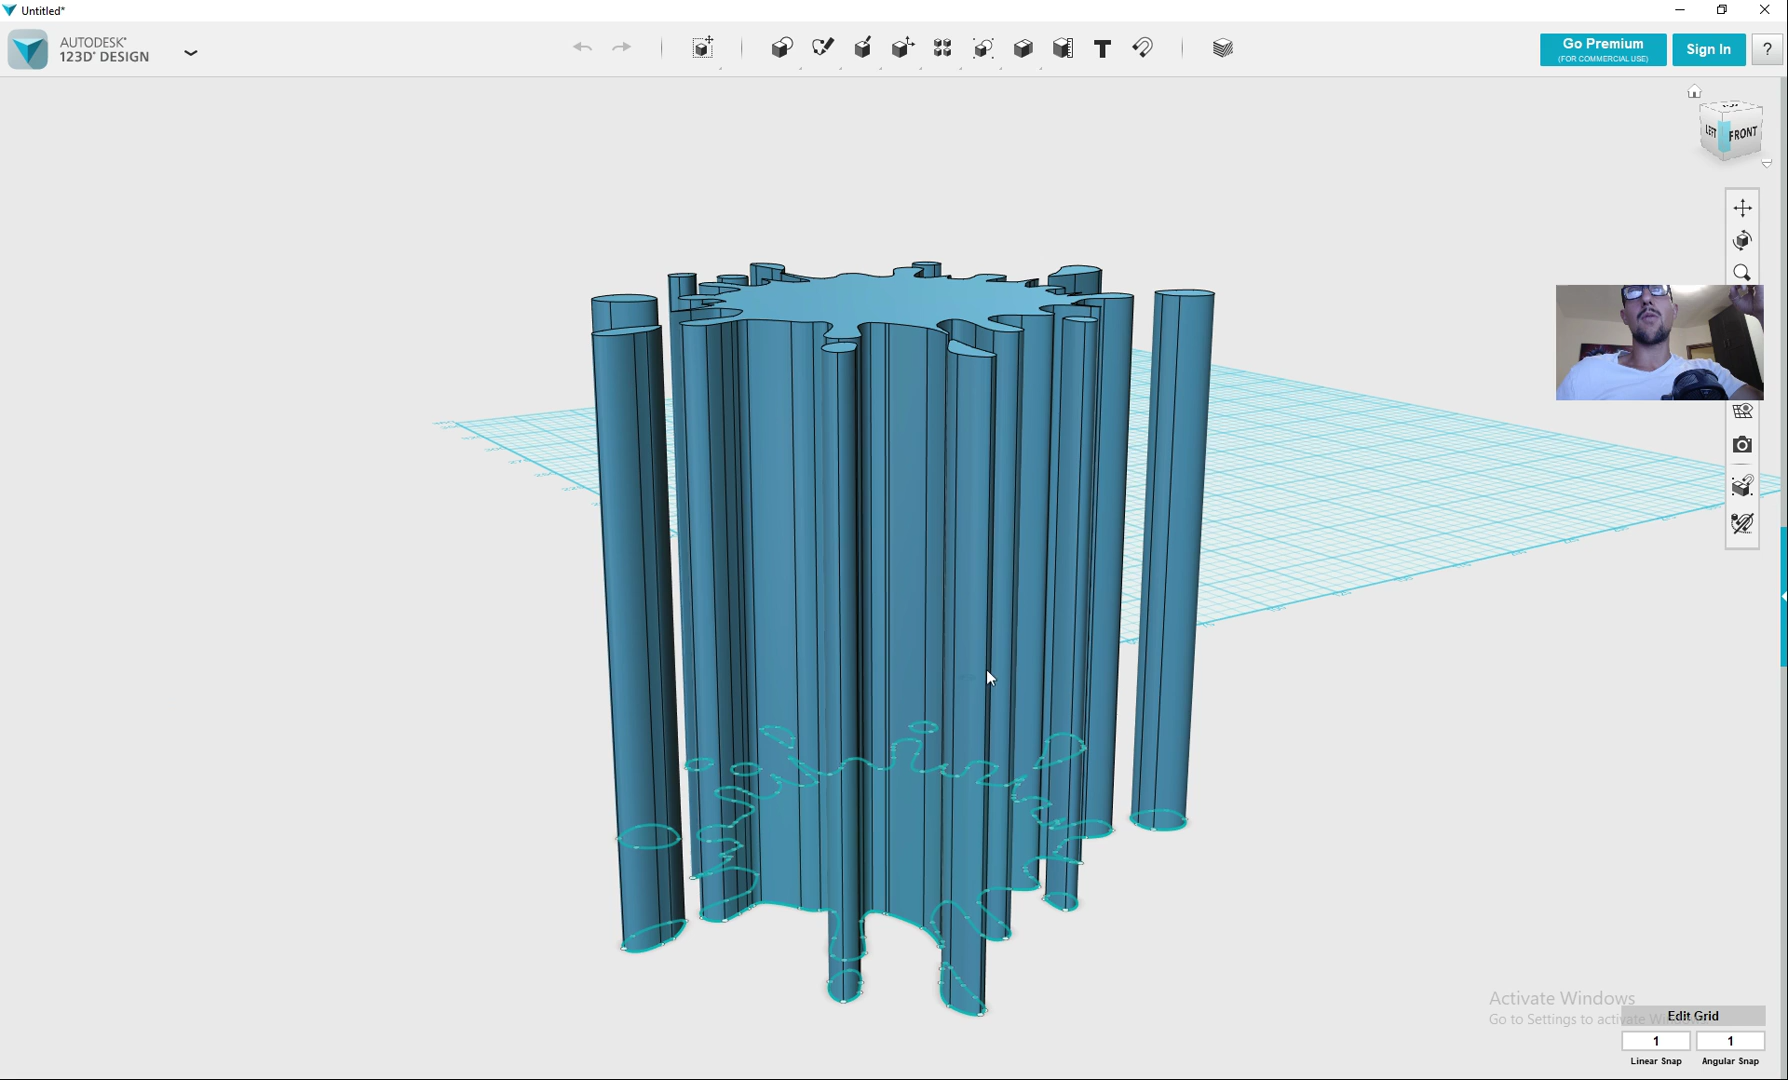 Untitled*
AUTODESK®
123D® DESIGN
Go Premium
(FOR COMMERCIAL USE)
Sign In
?
LEFT
FRONT
Activate Windows
Go to Settings to activate
Edit Grid
1
1
Linear Snap
Angular Snap